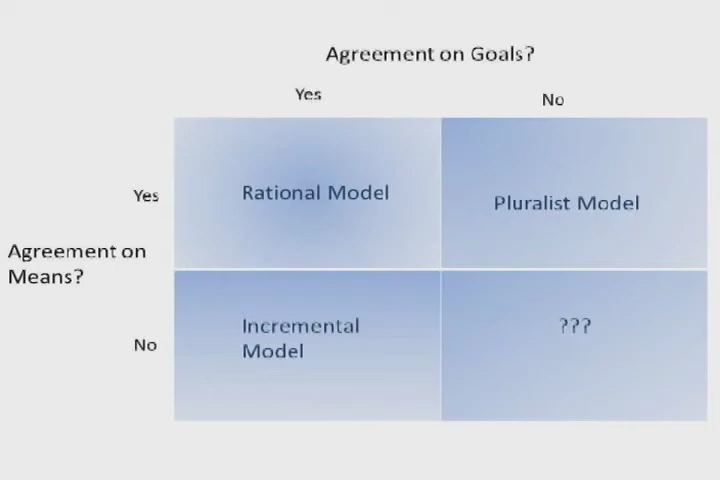 Agreement on Goals?
Yes
No
Yes
Rational Model
Pluralist Model
Agreement on
Means?
No
Incremental
Model
???